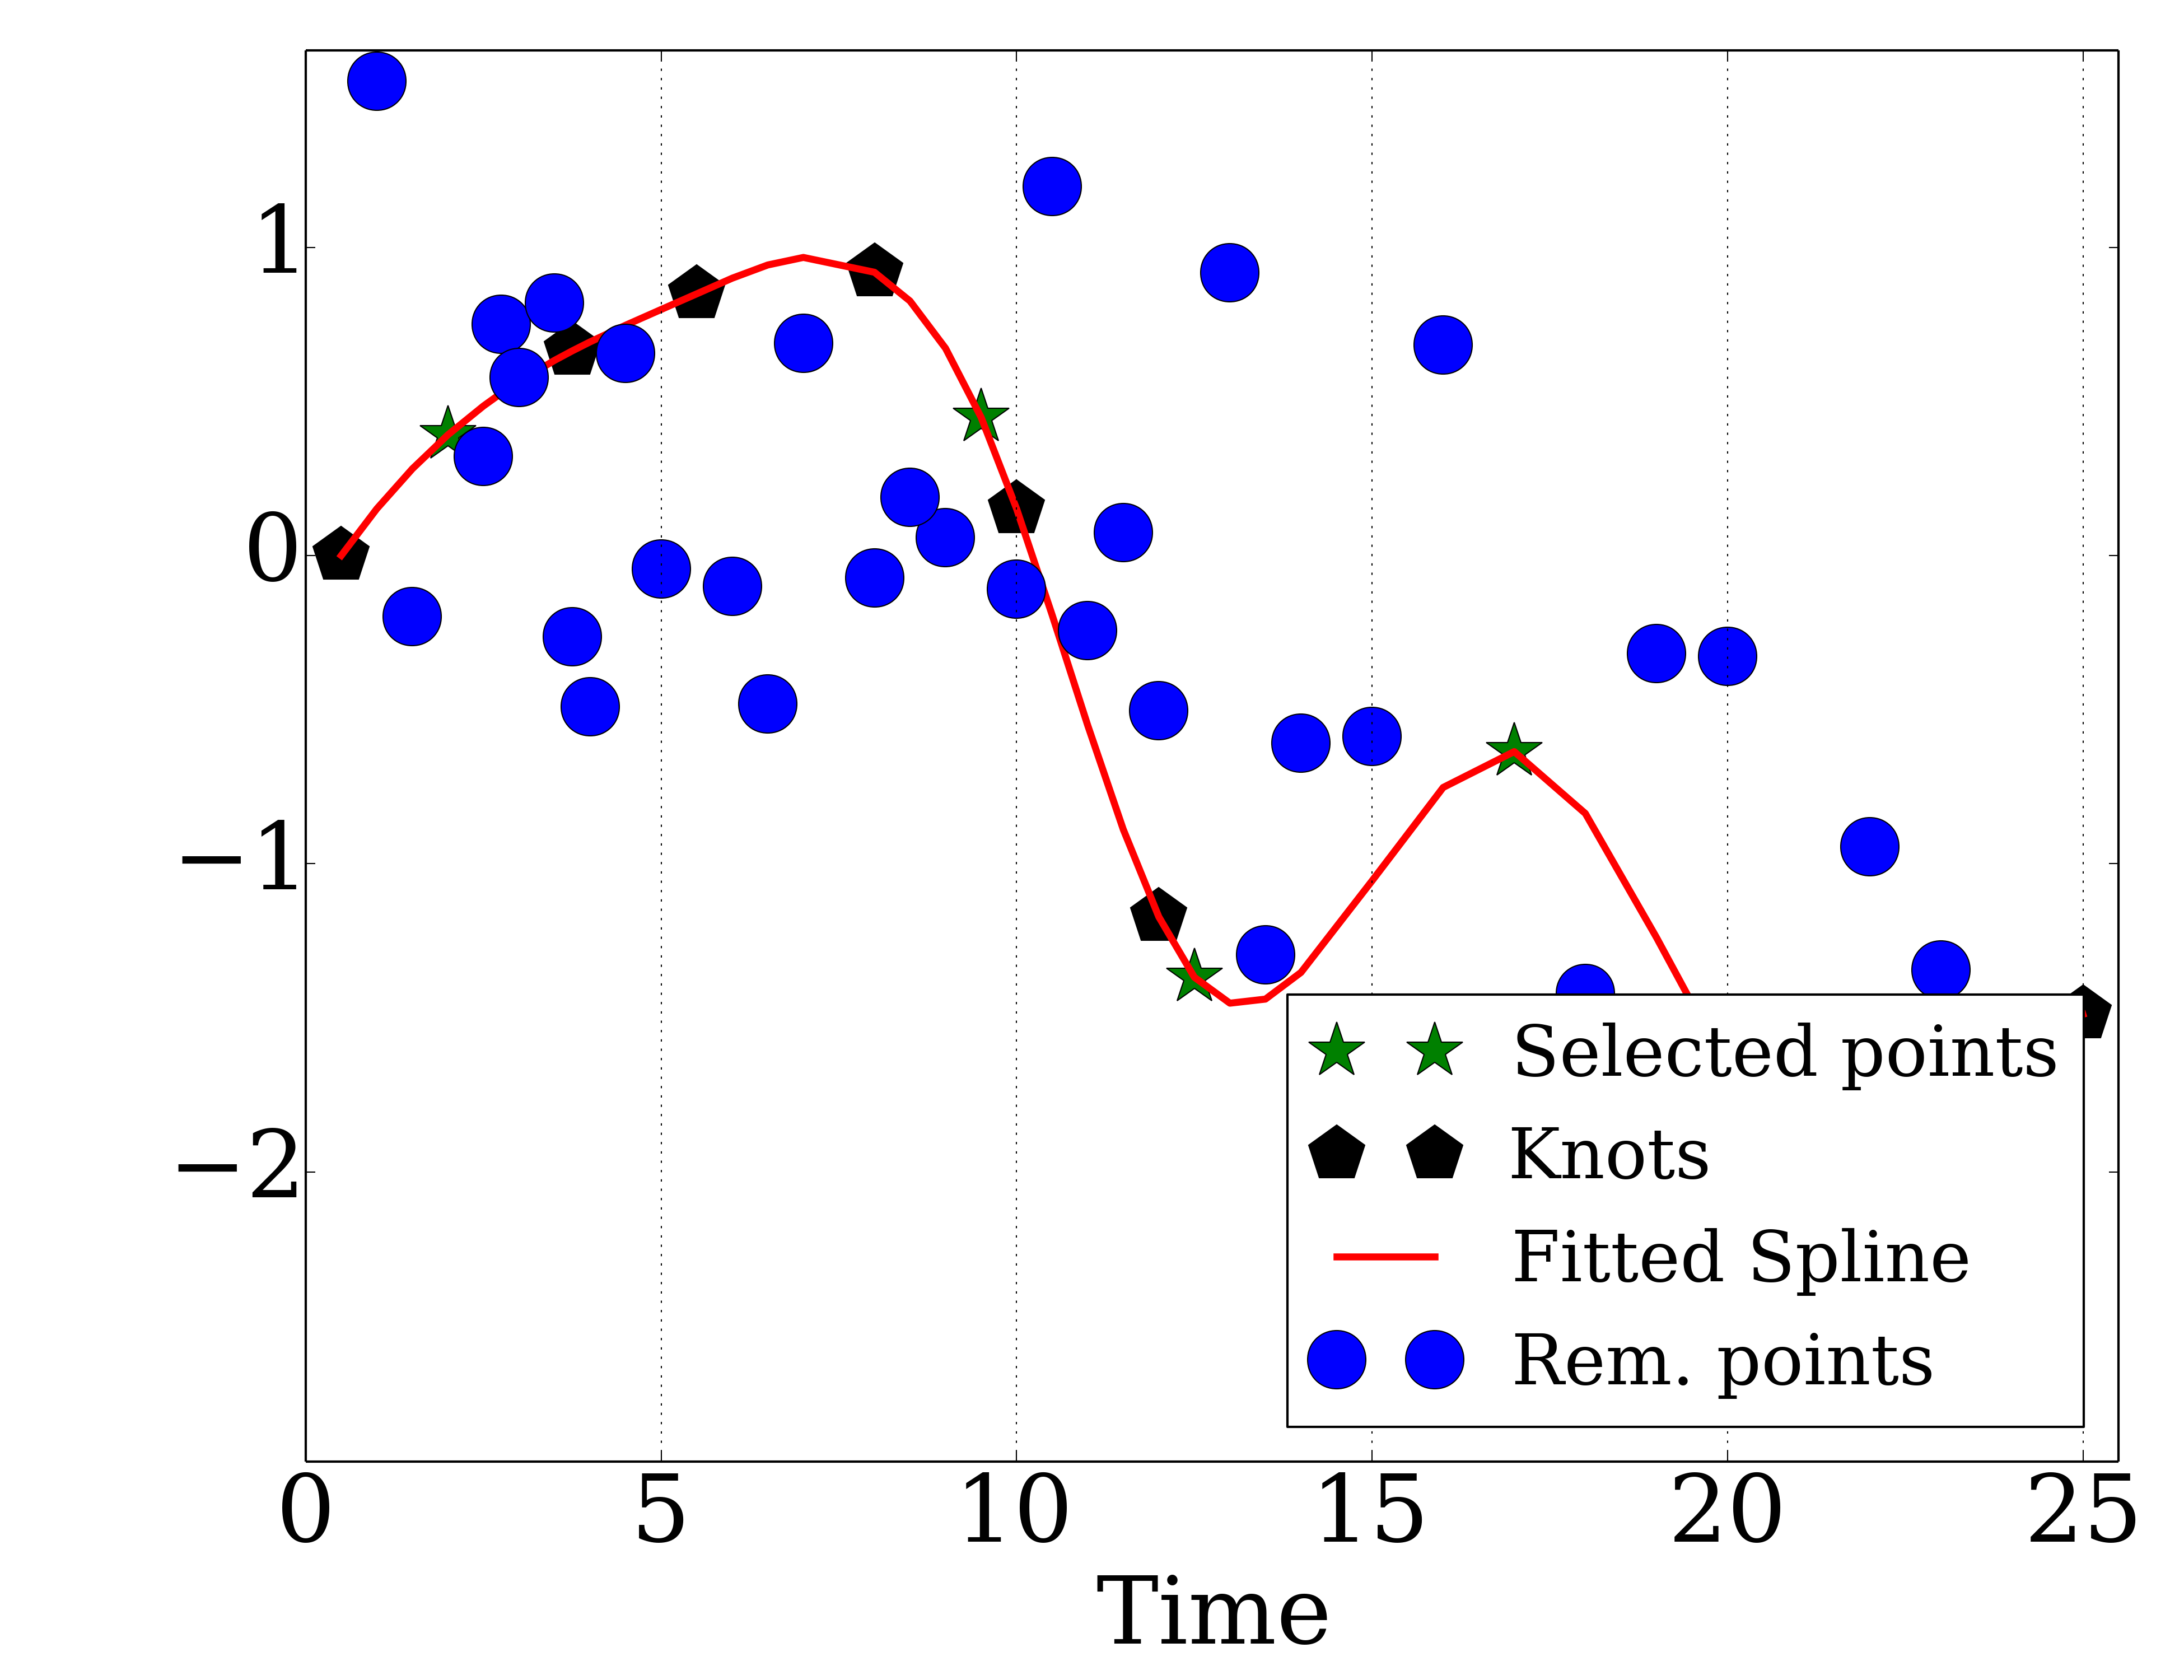 1
0
−1
−2
Selected points
Knots
Fitted Spline
Rem. points
0 5 10 15 20 25
Time